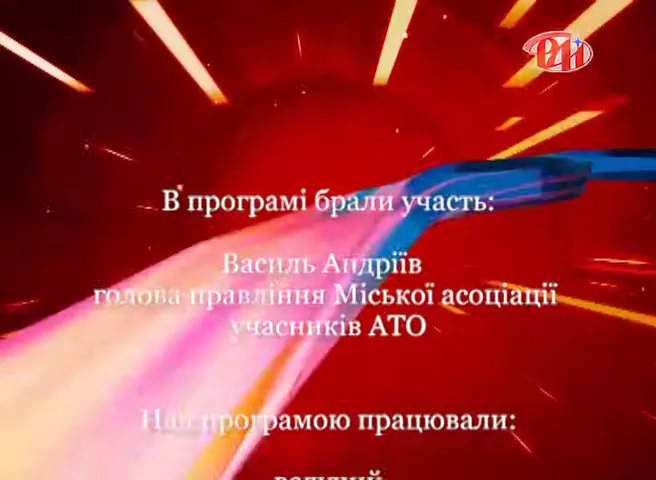 В програмі брали участь:
Василь Андріїв
голова правління Міської асоціації
учасників АТО
Над програмою працювали: